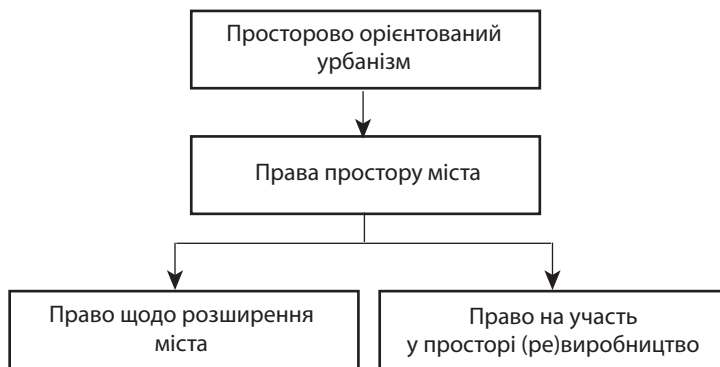 Просторово орієнтований
урбанізм
Права простору міста
Право щодо розширення
міста
Право на участь
у просторі (ре)виробництво